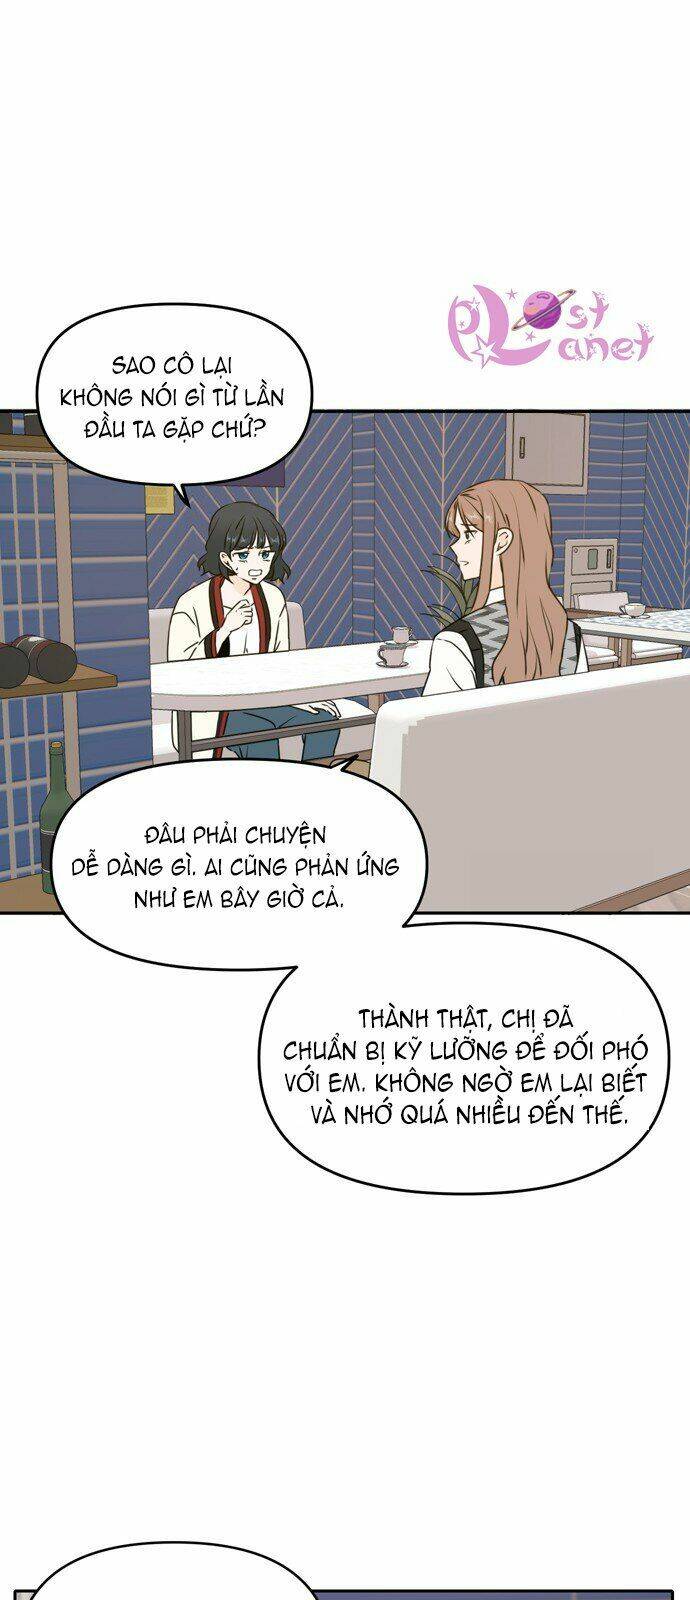 Lost
Planet
SAO CÔ LẠI
KHÔNG NÓI GÌ TỪ LẦN
ĐẦU TA GẶP CHỨ?
ĐÂU PHẢI CHUYỆN
DỄ DÀNG GÌ. AI CŨNG PHẢN ỨNG
NHƯ EM BÂY GIỜ CẢ.
THÀNH THẬT, CHỊ ĐÃ
CHUẨN BỊ KỸ LƯỠNG ĐỂ ĐỐI PHÓ
VỚI EM. KHÔNG NGỜ EM LẠI BIẾT
VÀ NHỚ QUÁ NHIỀU ĐẾN THẾ.